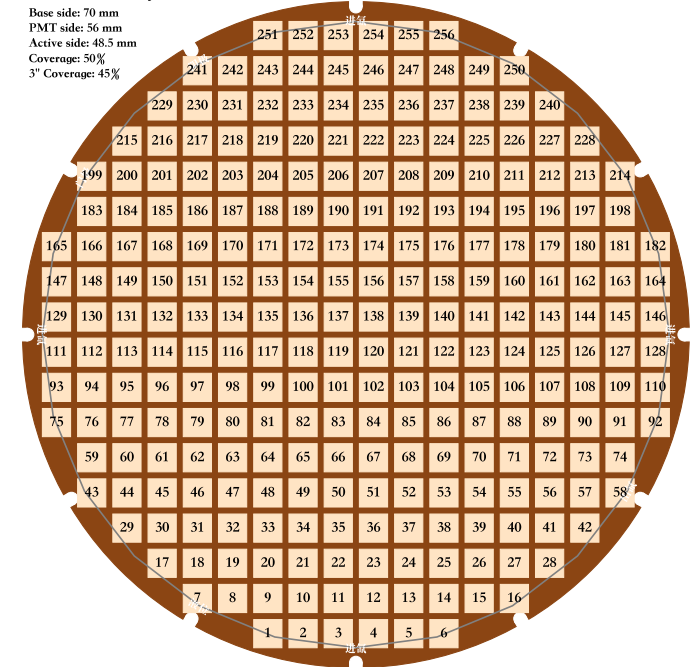 Base side: 70 mm
PMT side: 56 mm
Active side: 48.5 mm
Coverage: 50%
3" Coverage: 45%
进氙
251 252 253 254 255 256
241 242 243 244 245 246 247 248 249 250
229 230 231 232 233 234 235 236 237 238 239 240
215 216 217 218 219 220 221 222 223 224 225 226 227 228
199 200 201 202 203 204 205 206 207 208 209 210 211 212 213 214
183 184 185 186 187 188 189 190 191 192 193 194 195 196 197 198
165 166 167 168 169 170 171 172 173 174 175 176 177 178 179 180 181 182
147 148 149 150 151 152 153 154 155 156 157 158 159 160 161 162 163 164
129 130 131 132 133 134 135 136 137 138 139 140 141 142 143 144 145 146
进氙
进氙
111 112 113 114 115 116 117 118 119 120 121 122 123 124 125 126 127 128
93 94 95 96 97 98 99 100 101 102 103 104 105 106 107 108 109 110
75 76 77 78 79 80 81 82 83 84 85 86 87 88 89 90 91 92
59 60 61 62 63 64 65 66 67 68 69 70 71 72 73 74
43 44 45 46 47 48 49 50 51 52 53 54 55 56 57 58
29 30 31 32 33 34 35 36 37 38 39 40 41 42
17 18 19 20 21 22 23 24 25 26 27 28
7 8 9 10 11 12 13 14 15 16
1 2 3 4 5 6
进氙